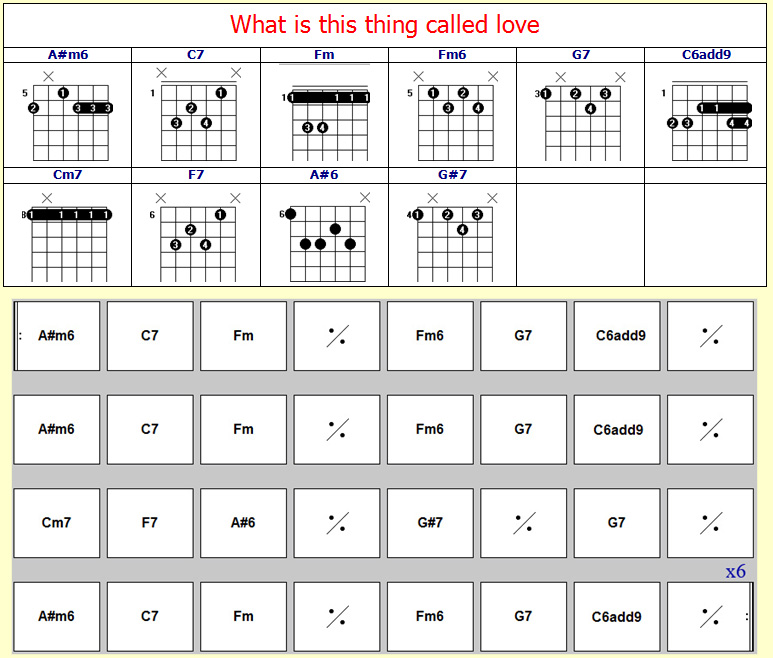 What is this thing called love
A#m6 C7 Fm Fm6 G7 C6add9
5 1 1 5 3 1
1 1 1 1 1 1 1 2 1 2 3 1 1
2 3 3 3 2 3 4 2
3 4 3 4 4 2 3 4 4
Cm7 F7 A#6 G#7
8 1 1 1 1 1 6 1 6 4 1 2 3
2 4
3 4
: A#m6 C7 Fm ٪ Fm6 G7 C6add9 ٪
A#m6 C7 Fm ٪ Fm6 G7 C6add9 ٪
Cm7 F7 A#6 ٪ G#7 ٪ G7 ٪
x6
A#m6 C7 Fm ٪ Fm6 G7 C6add9 ٪ :